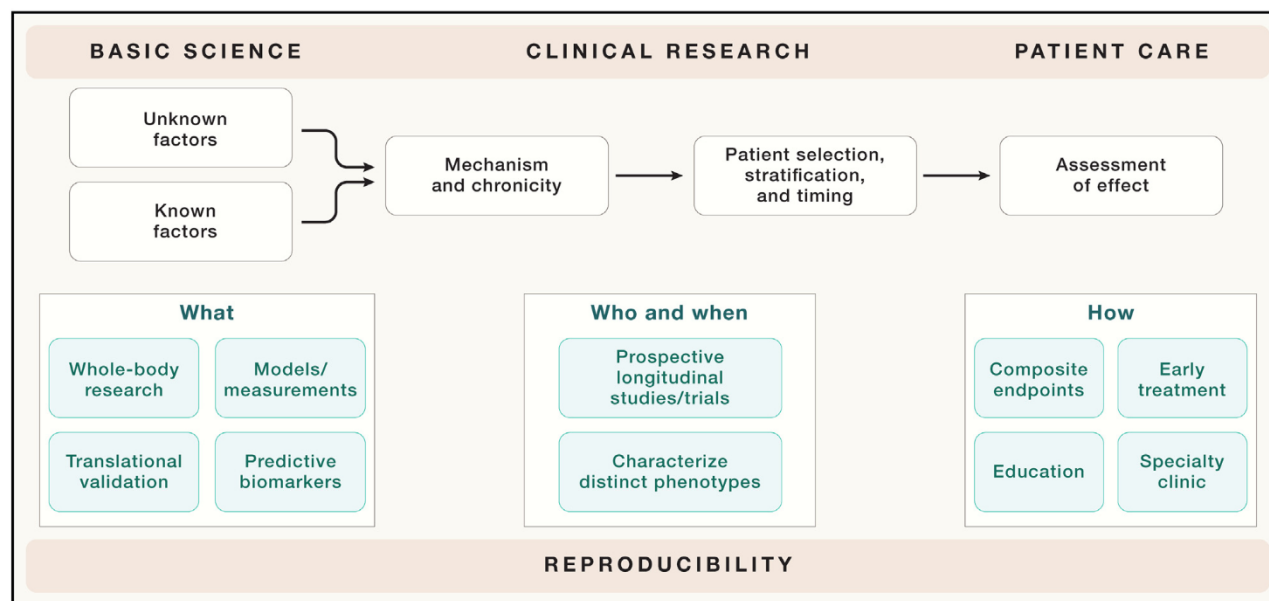 BASIC SCIENCE
CLINICAL RESEARCH
PATIENT CARE
Unknown
factors
Known
factors
Mechanism
and chronicity
Patient selection,
stratification,
and timing
Assessment
of effect
What
Whole-body
research
Models/
measurements
Translational
validation
Predictive
biomarkers
Who and when
Prospective
longitudinal
studies/trials
Characterize
distinct phenotypes
How
Composite
endpoints
Early
treatment
Education
Specialty
clinic
REPRODUCIBILITY